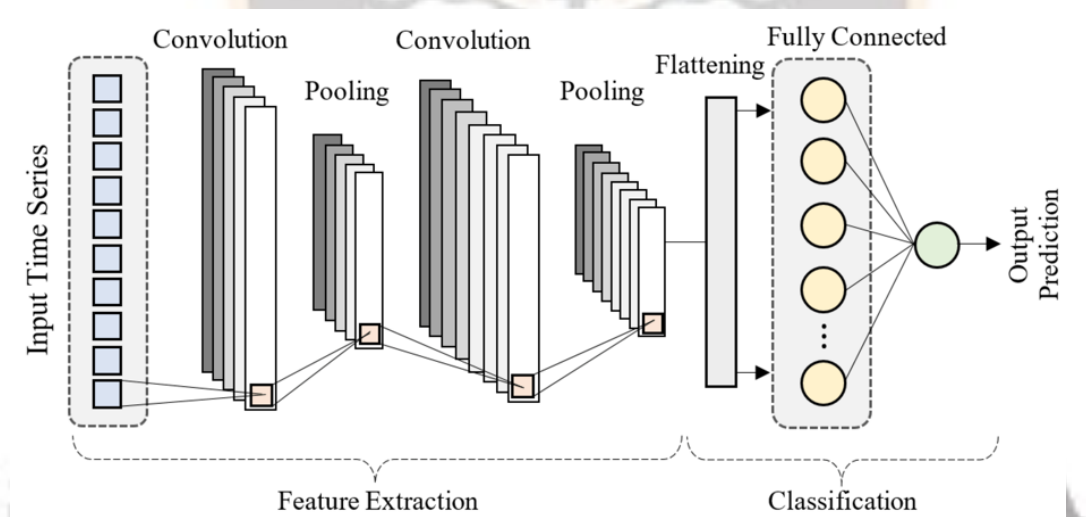 Convolution
Convolution
Fully Connected
Flattening
Pooling
Pooling
Input Time Series
Output
Prediction
Feature Extraction
Classification